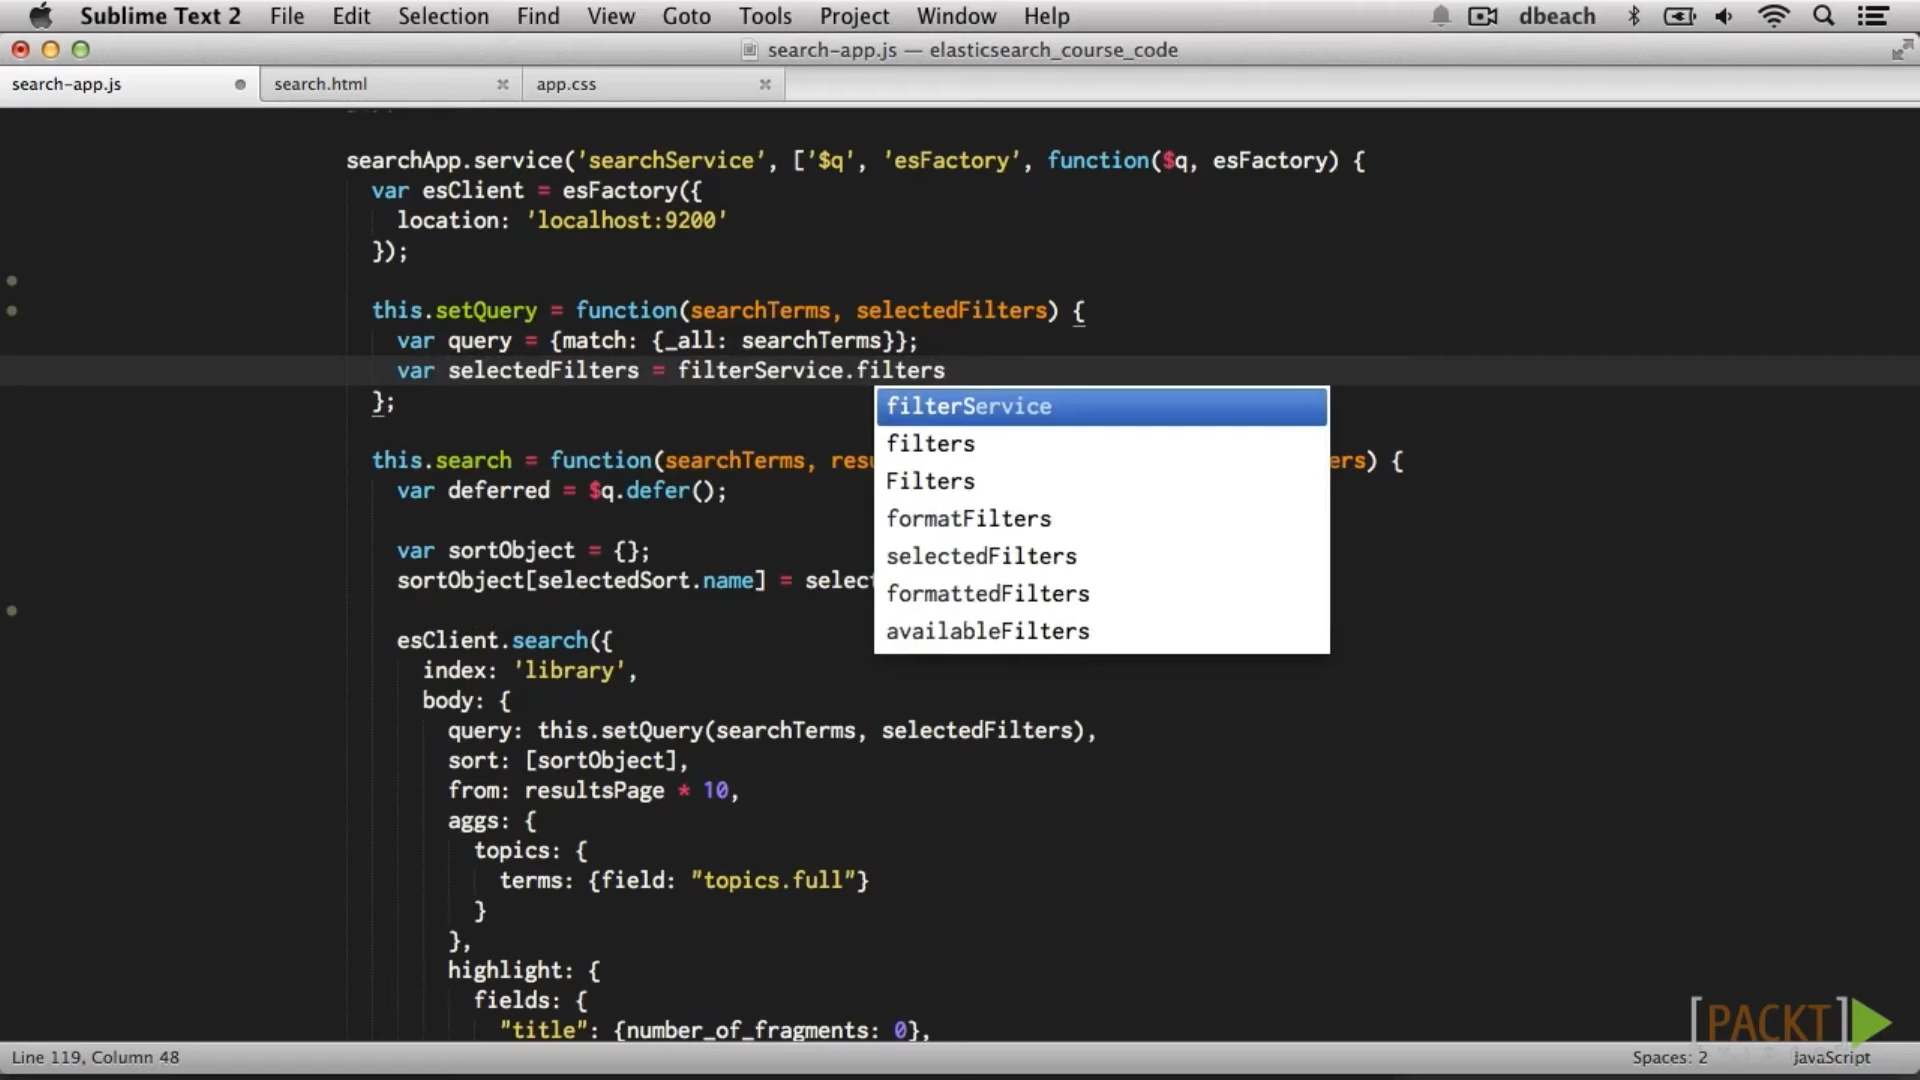 Sublime Text 2 File Edit Selection Find View Goto Tools Project Window Help dbeach
search-app.js — elasticsearch_course_code
search-app.js search.html app.css
searchApp.service('searchService', ['$q', 'esFactory', function($q, esFactory) {
var esClient = esFactory({
location: 'localhost:9200'
});
this.setQuery = function(searchTerms, selectedFilters) {
var query = {match: {_all: searchTerms}};
var selectedFilters = filterService.filters
};
filterService
filters
Filters
formatFilters
selectedFilters
formattedFilters
availableFilters
this.search = function(searchTerms, resu ers) {
var deferred = $q.defer();
var sortObject = {};
sortObject[selectedSort.name] = select
esClient.search({
index: 'library',
body: {
query: this.setQuery(searchTerms, selectedFilters),
sort: [sortObject],
from: resultsPage * 10,
aggs: {
topics: {
terms: {field: "topics.full"}
}
},
highlight: {
fields: {
"title": {number_of_fragments: 0},
[PACKT]
Line 119, Column 48 Spaces: 2 JavaScript